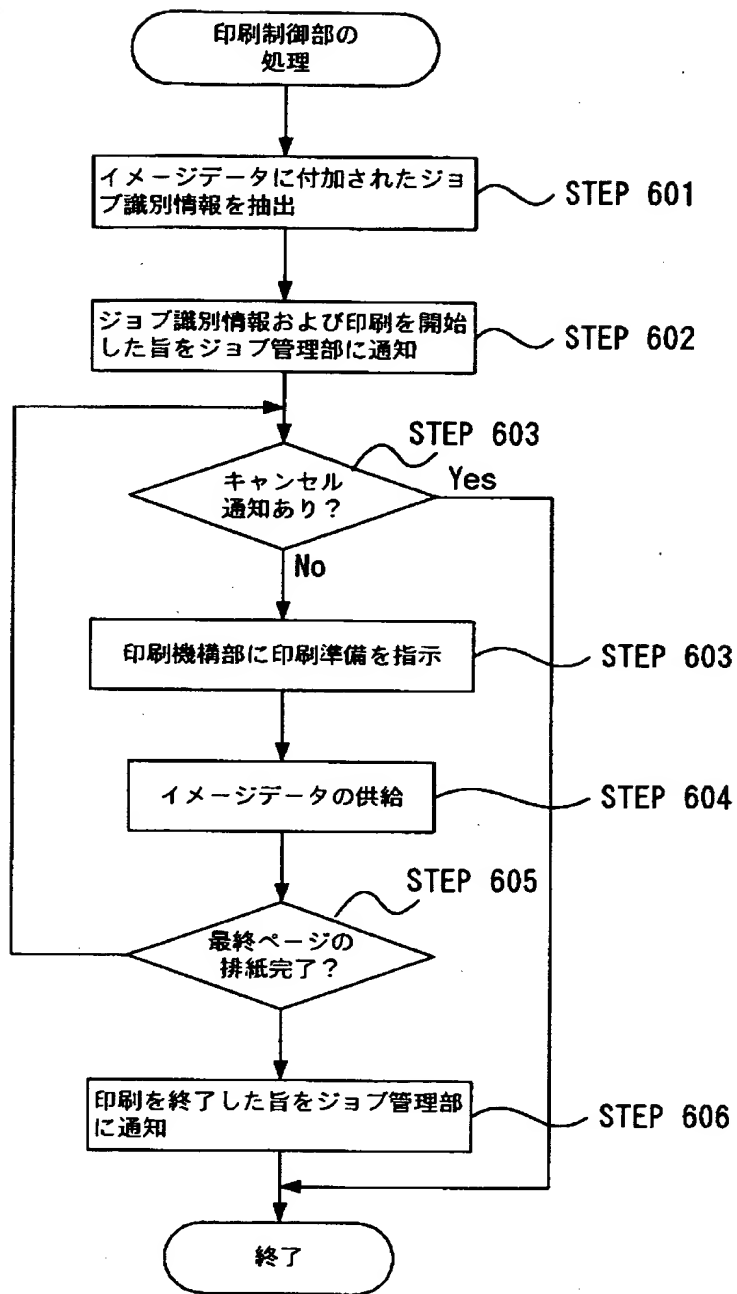 印刷制御部の
処理
イメージデータに付加されたジョ
ブ識別情報を抽出
STEP 601
ジョブ識別情報および印刷を開始
した旨をジョブ管理部に通知
STEP 602
STEP 603
キャンセル
通知あり？
Yes
No
印刷機構部に印刷準備を指示
STEP 603
イメージデータの供給
STEP 604
STEP 605
最終ページの
排紙完了？
印刷を終了した旨をジョブ管理部
に通知
STEP 606
終了